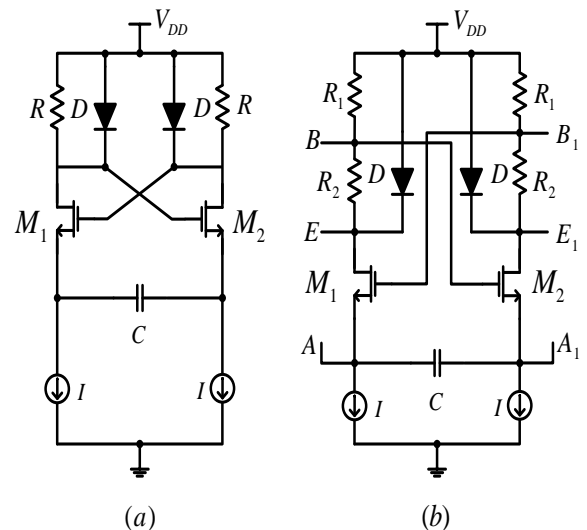 V_DD
V_DD
R D D R
R_1 R_1
B B_1
R_2 D D R_2
E E_1
M_1 M_2
M_1 M_2
C
A A_1
C
I I
I I
(a) (b)